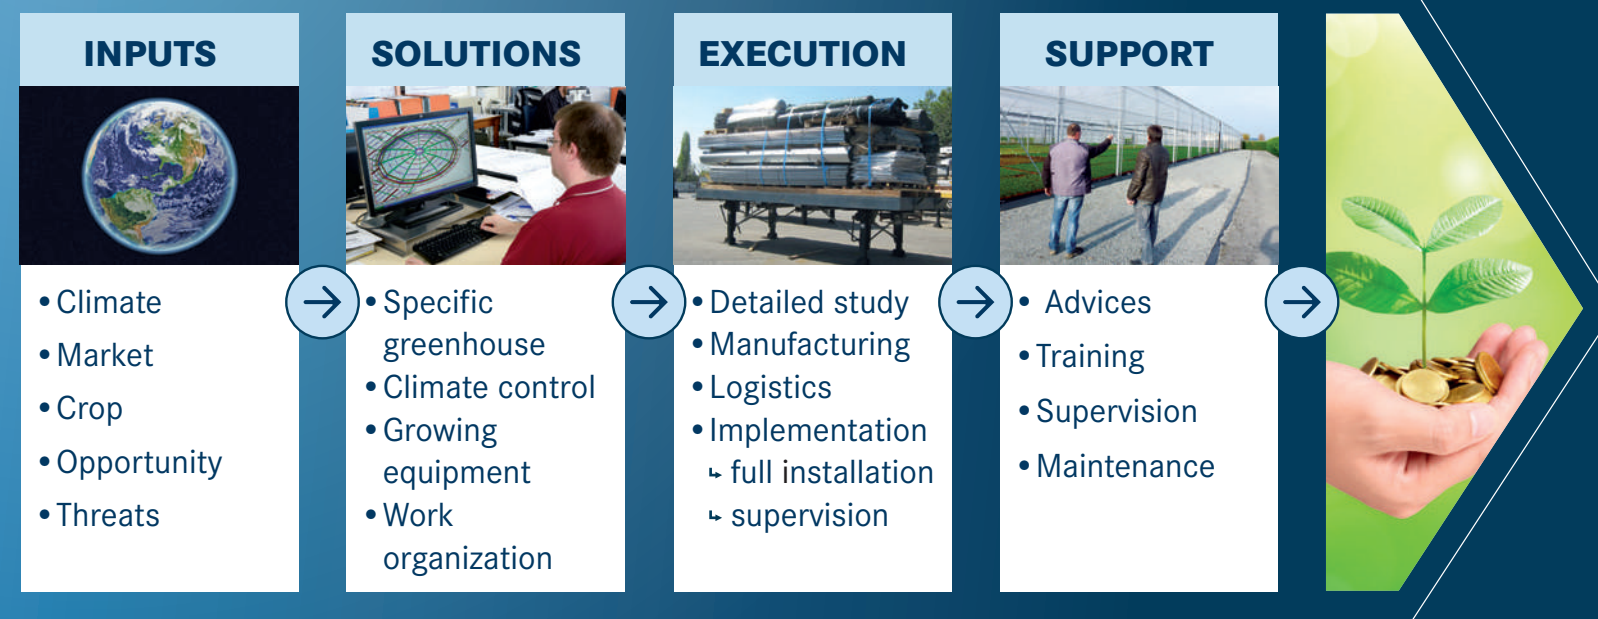 INPUTS
• Climate
• Market
• Crop
• Opportunity
• Threats
SOLUTIONS
• Specific
greenhouse
• Climate control
• Growing
equipment
• Work
organization
EXECUTION
• Detailed study
• Manufacturing
• Logistics
• Implementation
↳ full installation
↳ supervision
SUPPORT
• Advices
• Training
• Supervision
• Maintenance